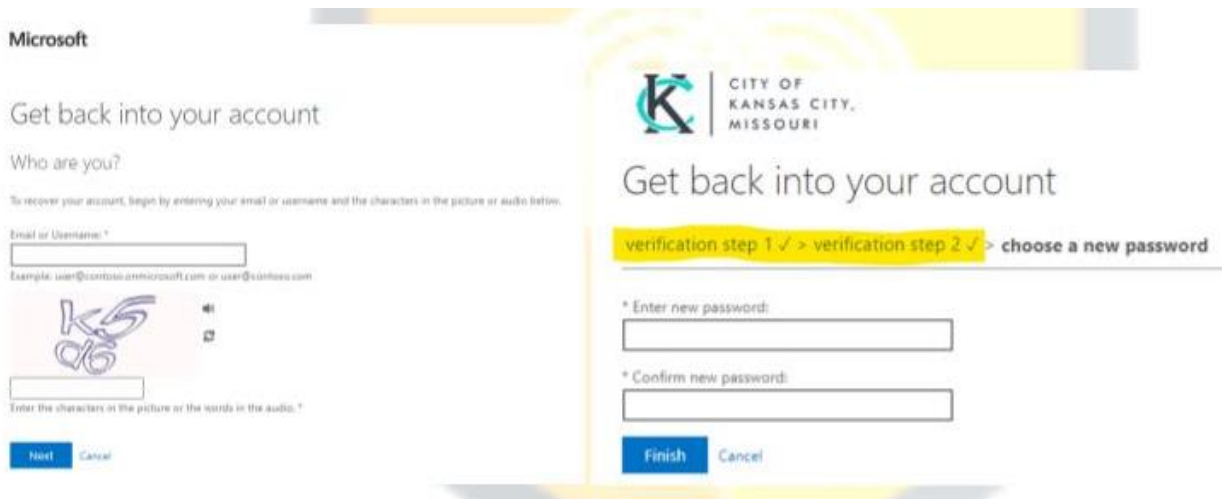 Microsoft
Get back into your account
Who are you?
To recover your account, begin by entering your email or username and the characters in the picture or audio below.
Email or Username: *
Example: user@contoso.onmicrosoft.com or user@contoso.com
Enter the characters in the picture or the words in the audio. *
Next Cancel
KC
CITY OF
KANSAS CITY,
MISSOURI
Get back into your account
verification step 1 ✓ > verification step 2 ✓ > choose a new password
* Enter new password:
* Confirm new password:
Finish Cancel